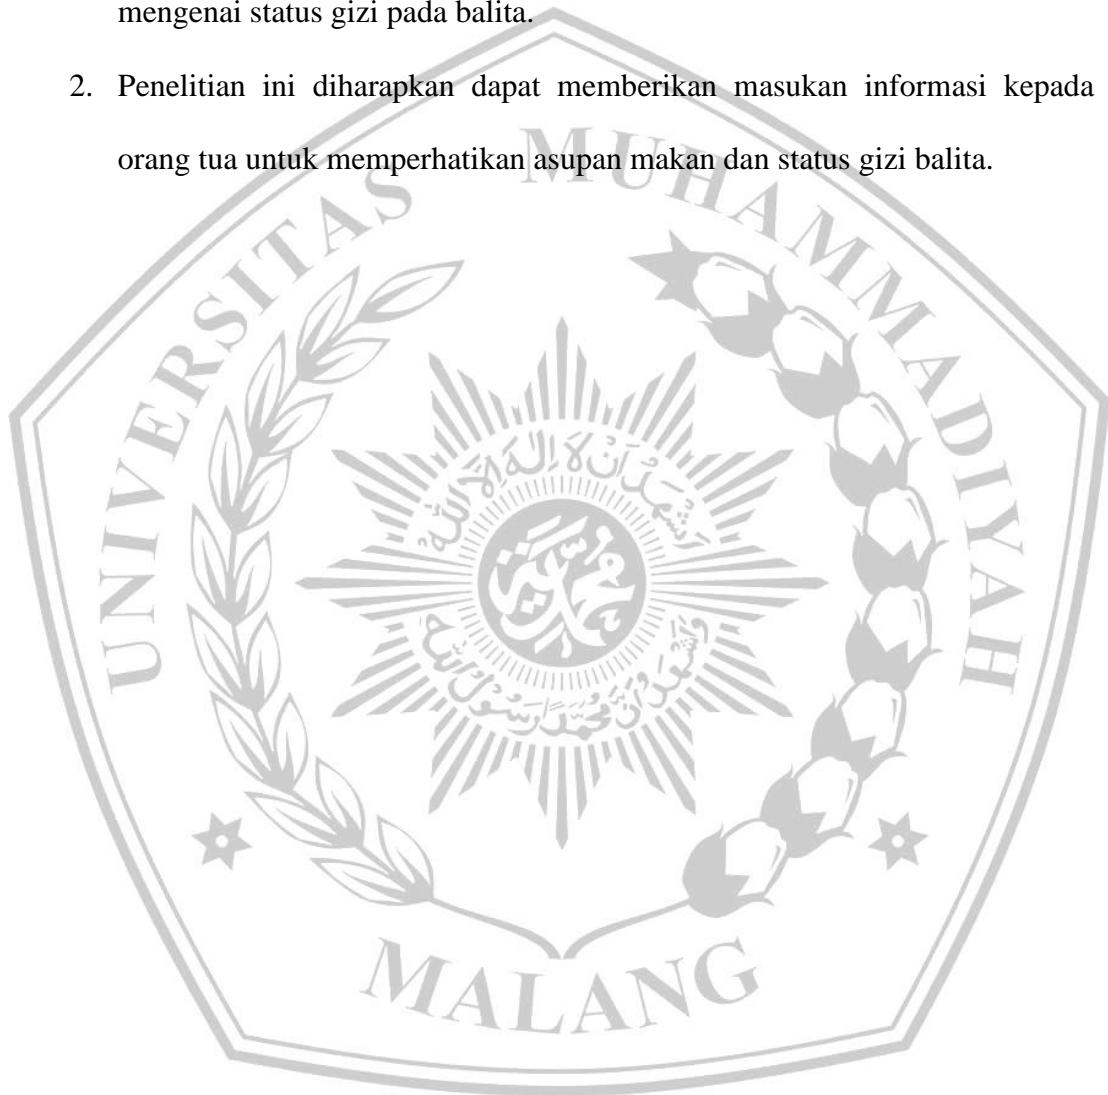 mengenai status gizi pada balita.
2. Penelitian ini diharapkan dapat memberikan masukan informasi kepada
orang tua untuk memperhatikan asupan makan dan status gizi balita.
UNIVERSITAS MUHAMMADIYAH
MALANG